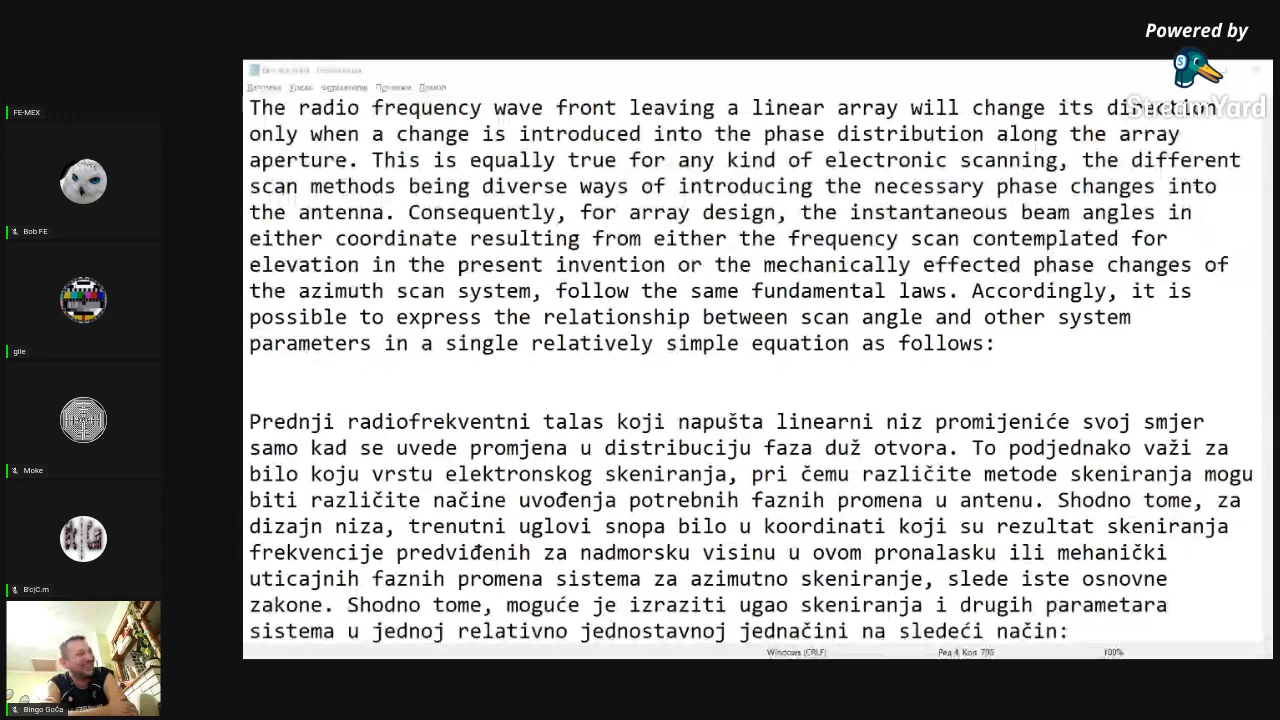 Powered by
StreamYard
FE-MEX
Bob FE
gile
Moke
B'c|C.m
Bingo Goča
The radio frequency wave front leaving a linear array will change its direction
only when a change is introduced into the phase distribution along the array
aperture. This is equally true for any kind of electronic scanning, the different
scan methods being diverse ways of introducing the necessary phase changes into
the antenna. Consequently, for array design, the instantaneous beam angles in
either coordinate resulting from either the frequency scan contemplated for
elevation in the present invention or the mechanically effected phase changes of
the azimuth scan system, follow the same fundamental laws. Accordingly, it is
possible to express the relationship between scan angle and other system
parameters in a single relatively simple equation as follows:
Prednji radiofrekventni talas koji napušta linearni niz promijeniće svoj smjer
samo kad se uvede promjena u distribuciju faza duž otvora. To podjednako važi za
bilo koju vrstu elektronskog skeniranja, pri čemu različite metode skeniranja mogu
biti različite načine uvođenja potrebnih faznih promena u antenu. Shodno tome, za
dizajn niza, trenutni uglovi snopa bilo u koordinati koji su rezultat skeniranja
frekvencije predviđenih za nadmorsku visinu u ovom pronalasku ili mehanički
uticajnih faznih promena sistema za azimutno skeniranje, slede iste osnovne
zakone. Shodno tome, moguće je izraziti ugao skeniranja i drugih parametara
sistema u jednoj relativno jednostavnoj jednačini na sledeći način:
Windows (CRLF) Ред 4, Кол 706 100%